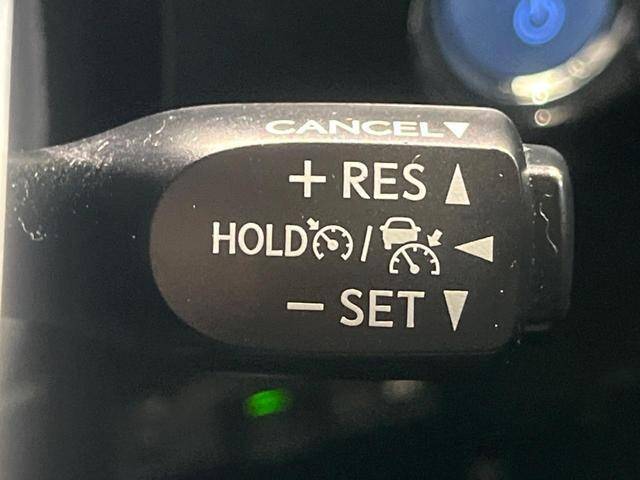 CANCEL
+ RES
HOLD /
− SET